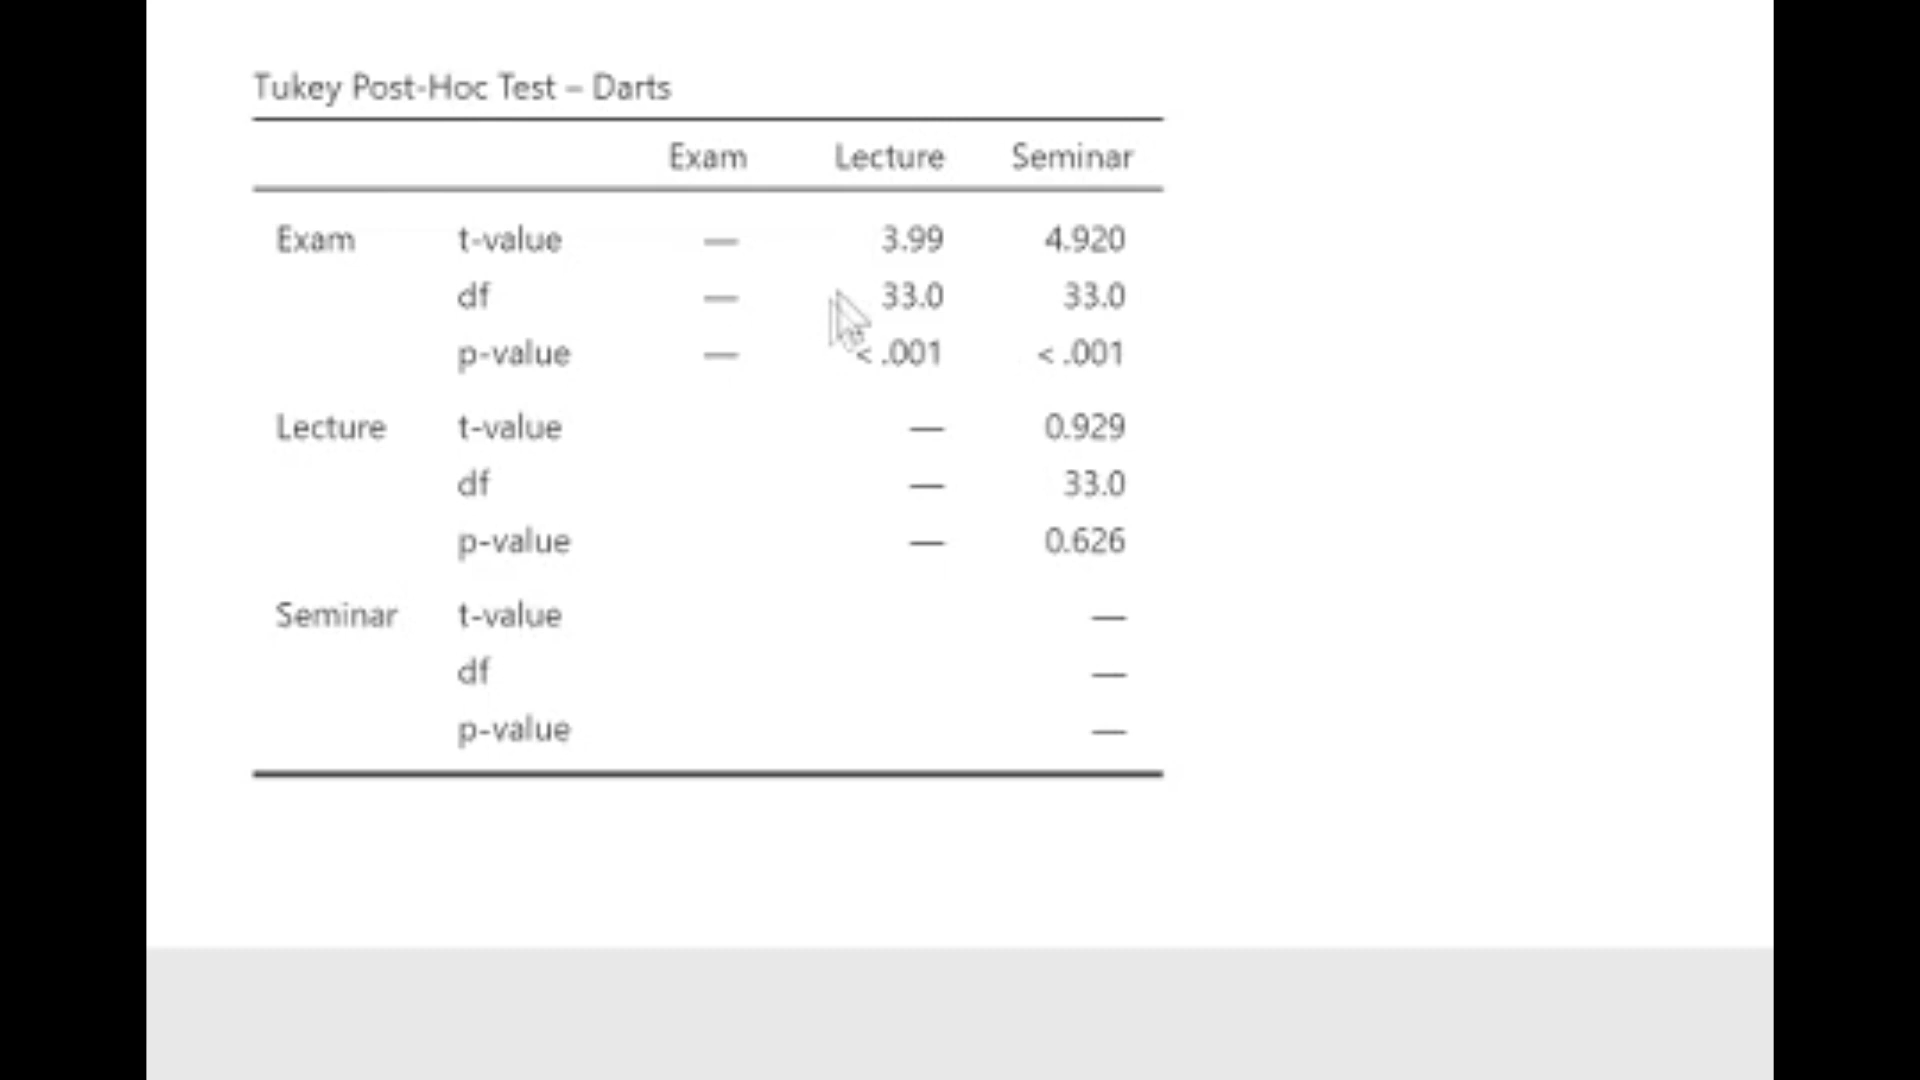 Tukey Post-Hoc Test – Darts
Exam Lecture Seminar
Exam t-value — 3.99 4.920
df — 33.0 33.0
p-value — < .001 < .001
Lecture t-value — 0.929
df — 33.0
p-value — 0.626
Seminar t-value —
df —
p-value —